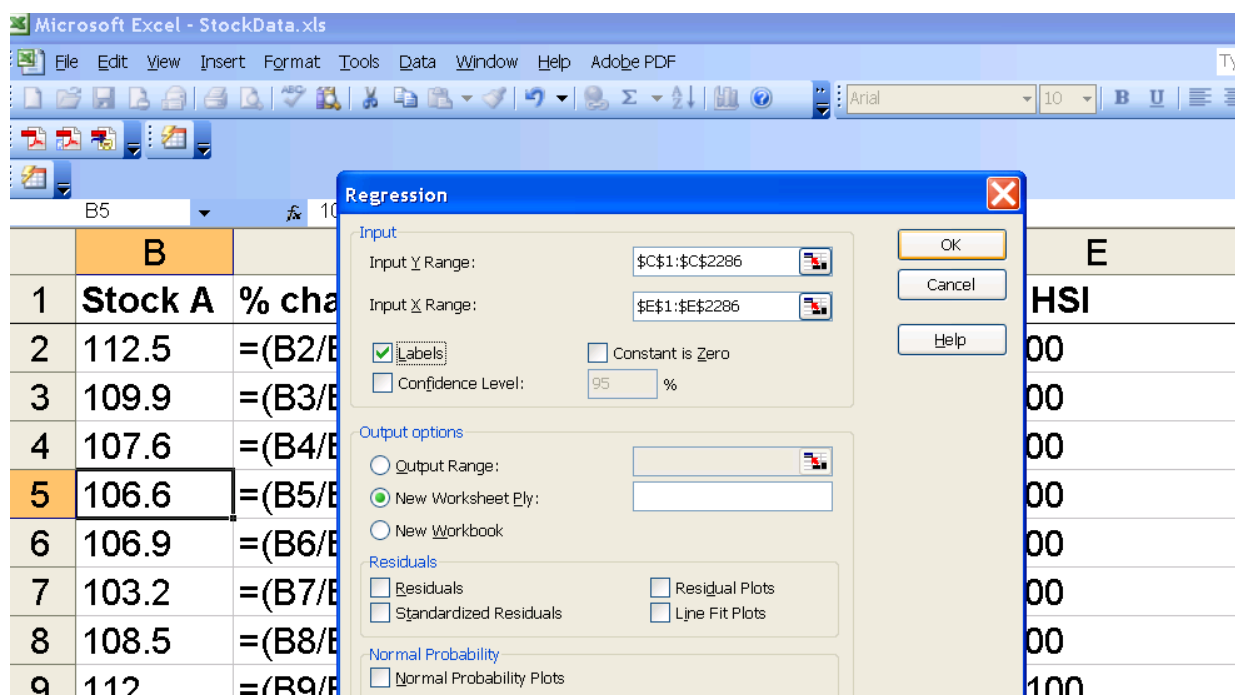 Microsoft Excel - StockData.xls
File Edit View Insert Format Tools Data Window Help Adobe PDF
Arial 10 B U
B5 fx 10
Regression
Input
Input Y Range: $C$1:$C$2286
Input X Range: $E$1:$E$2286
Labels Constant is Zero
Confidence Level: 95 %
Output options
Output Range:
New Worksheet Ply:
New Workbook
Residuals
Residuals Residual Plots
Standardized Residuals Line Fit Plots
Normal Probability
Normal Probability Plots
OK
Cancel
Help
B E
1 Stock A % cha HSI
2 112.5 =(B2/B 00
3 109.9 =(B3/B 00
4 107.6 =(B4/B 00
5 106.6 =(B5/B 00
6 106.9 =(B6/B 00
7 103.2 =(B7/B 00
8 108.5 =(B8/B 00
9 112 =(B9/B 100